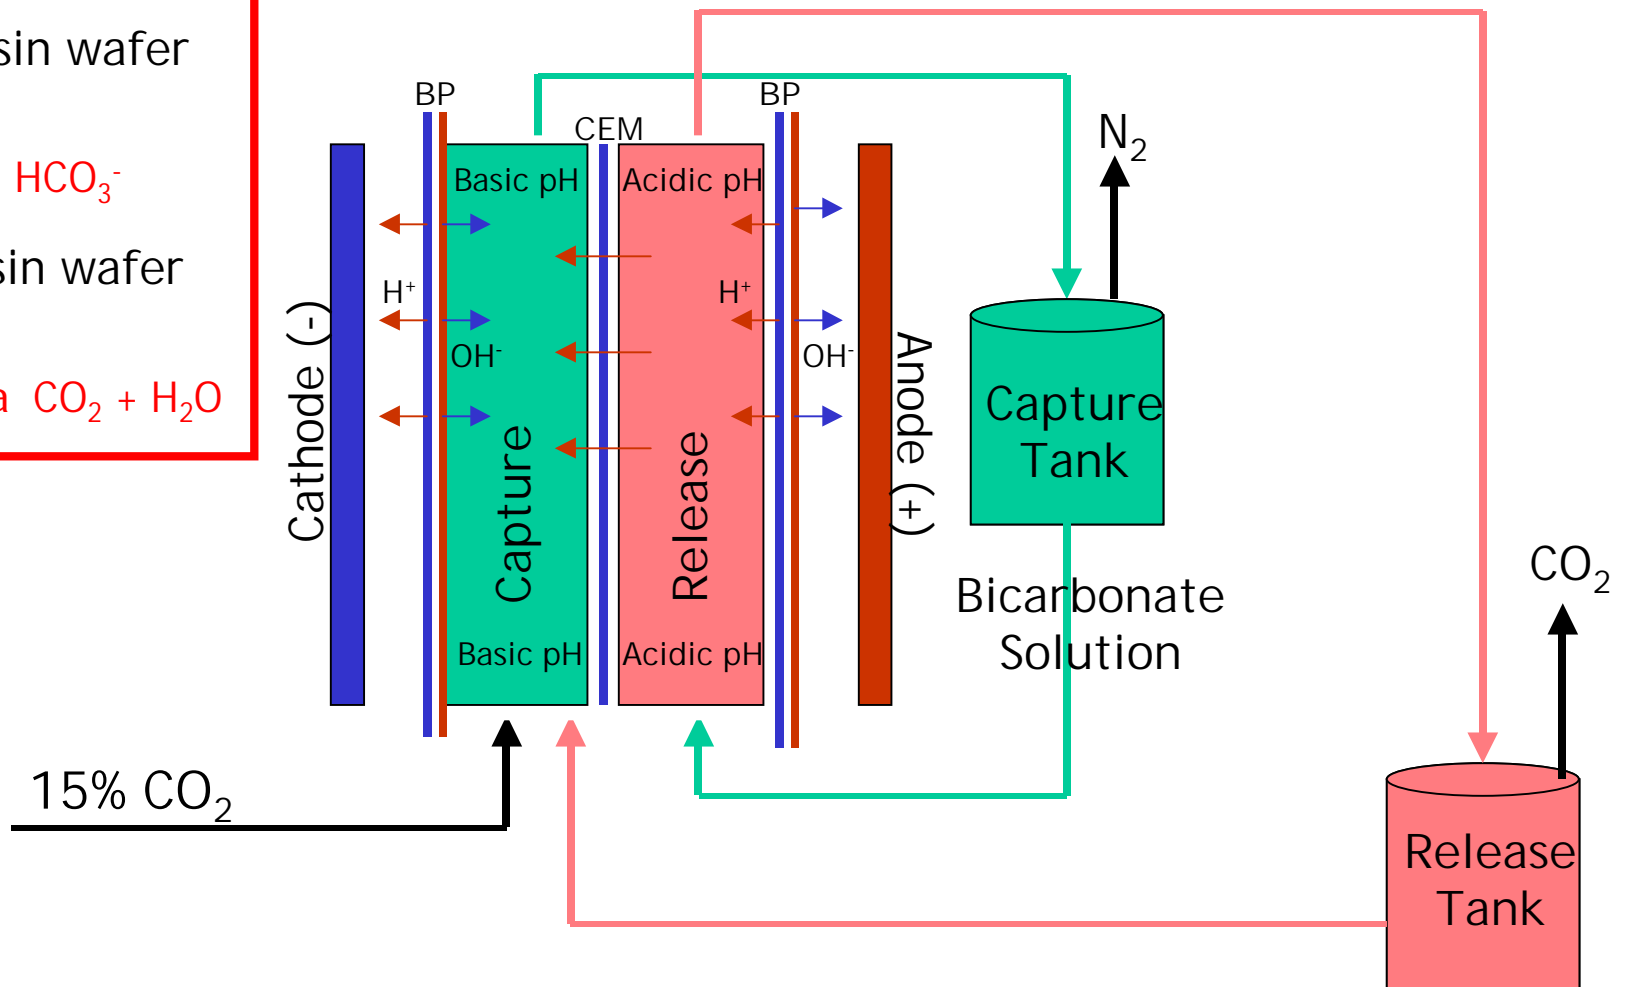 sin wafer
HCO₃⁻
sin wafer
a CO₂ + H₂O
BP
BP
CEM
N₂
Basic pH
Acidic pH
H⁺
H⁺
OH⁻
OH⁻
Cathode (-)
Capture
Release
Anode (+)
Capture
Tank
Bicarbonate
Solution
CO₂
Basic pH
Acidic pH
15% CO₂
Release
Tank